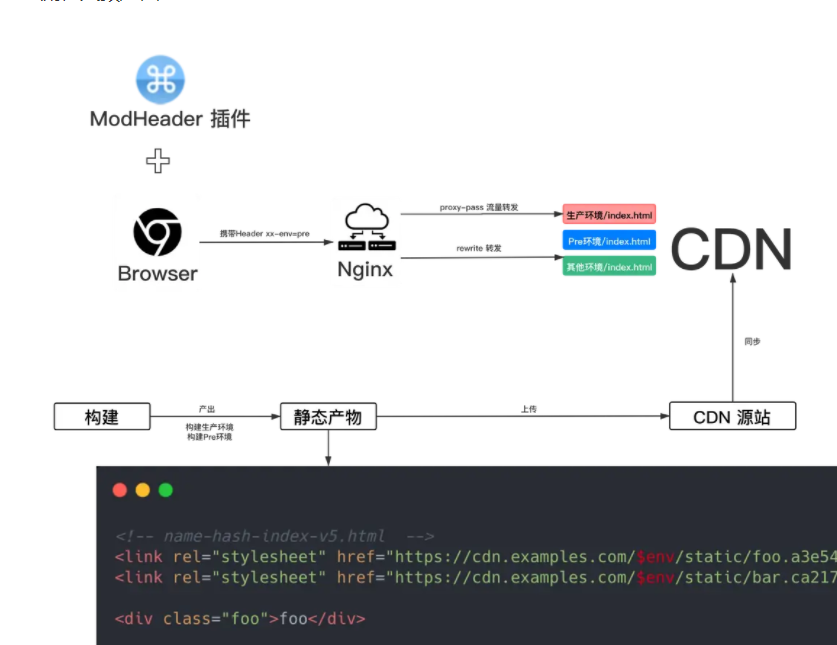 ModHeader 插件
携带Header xx-env=pre
Browser
Nginx
proxy-pass 流量转发
rewrite 转发
生产环境/index.html
Pre环境/index.html
其他环境/index.html
CDN
同步
构建
产出
构建生产环境
构建Pre环境
静态产物
上传
CDN 源站
<!-- name-hash-index-v5.html  -->
<link rel="stylesheet" href="https://cdn.examples.com/$env/static/foo.a3e54
<link rel="stylesheet" href="https://cdn.examples.com/$env/static/bar.ca217
<div class="foo">foo</div>